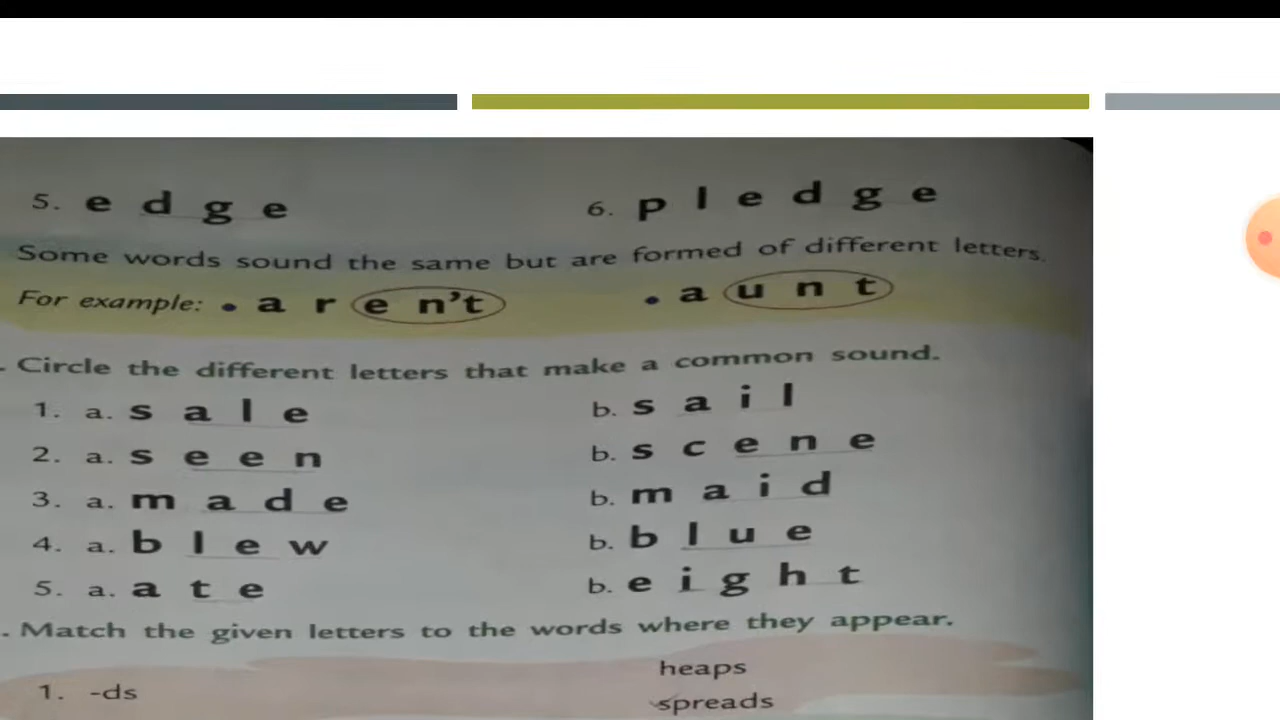 5. e d g e 6. p l e d g e
Some words sound the same but are formed of different letters.
For example: • a r e n't • a u n t
. Circle the different letters that make a common sound.
1. a. s a l e b. s a i l
2. a. s e e n b. s c e n e
3. a. m a d e b. m a i d
4. a. b l e w b. b l u e
5. a. a t e b. e i g h t
. Match the given letters to the words where they appear.
heaps
1. -ds
spreads